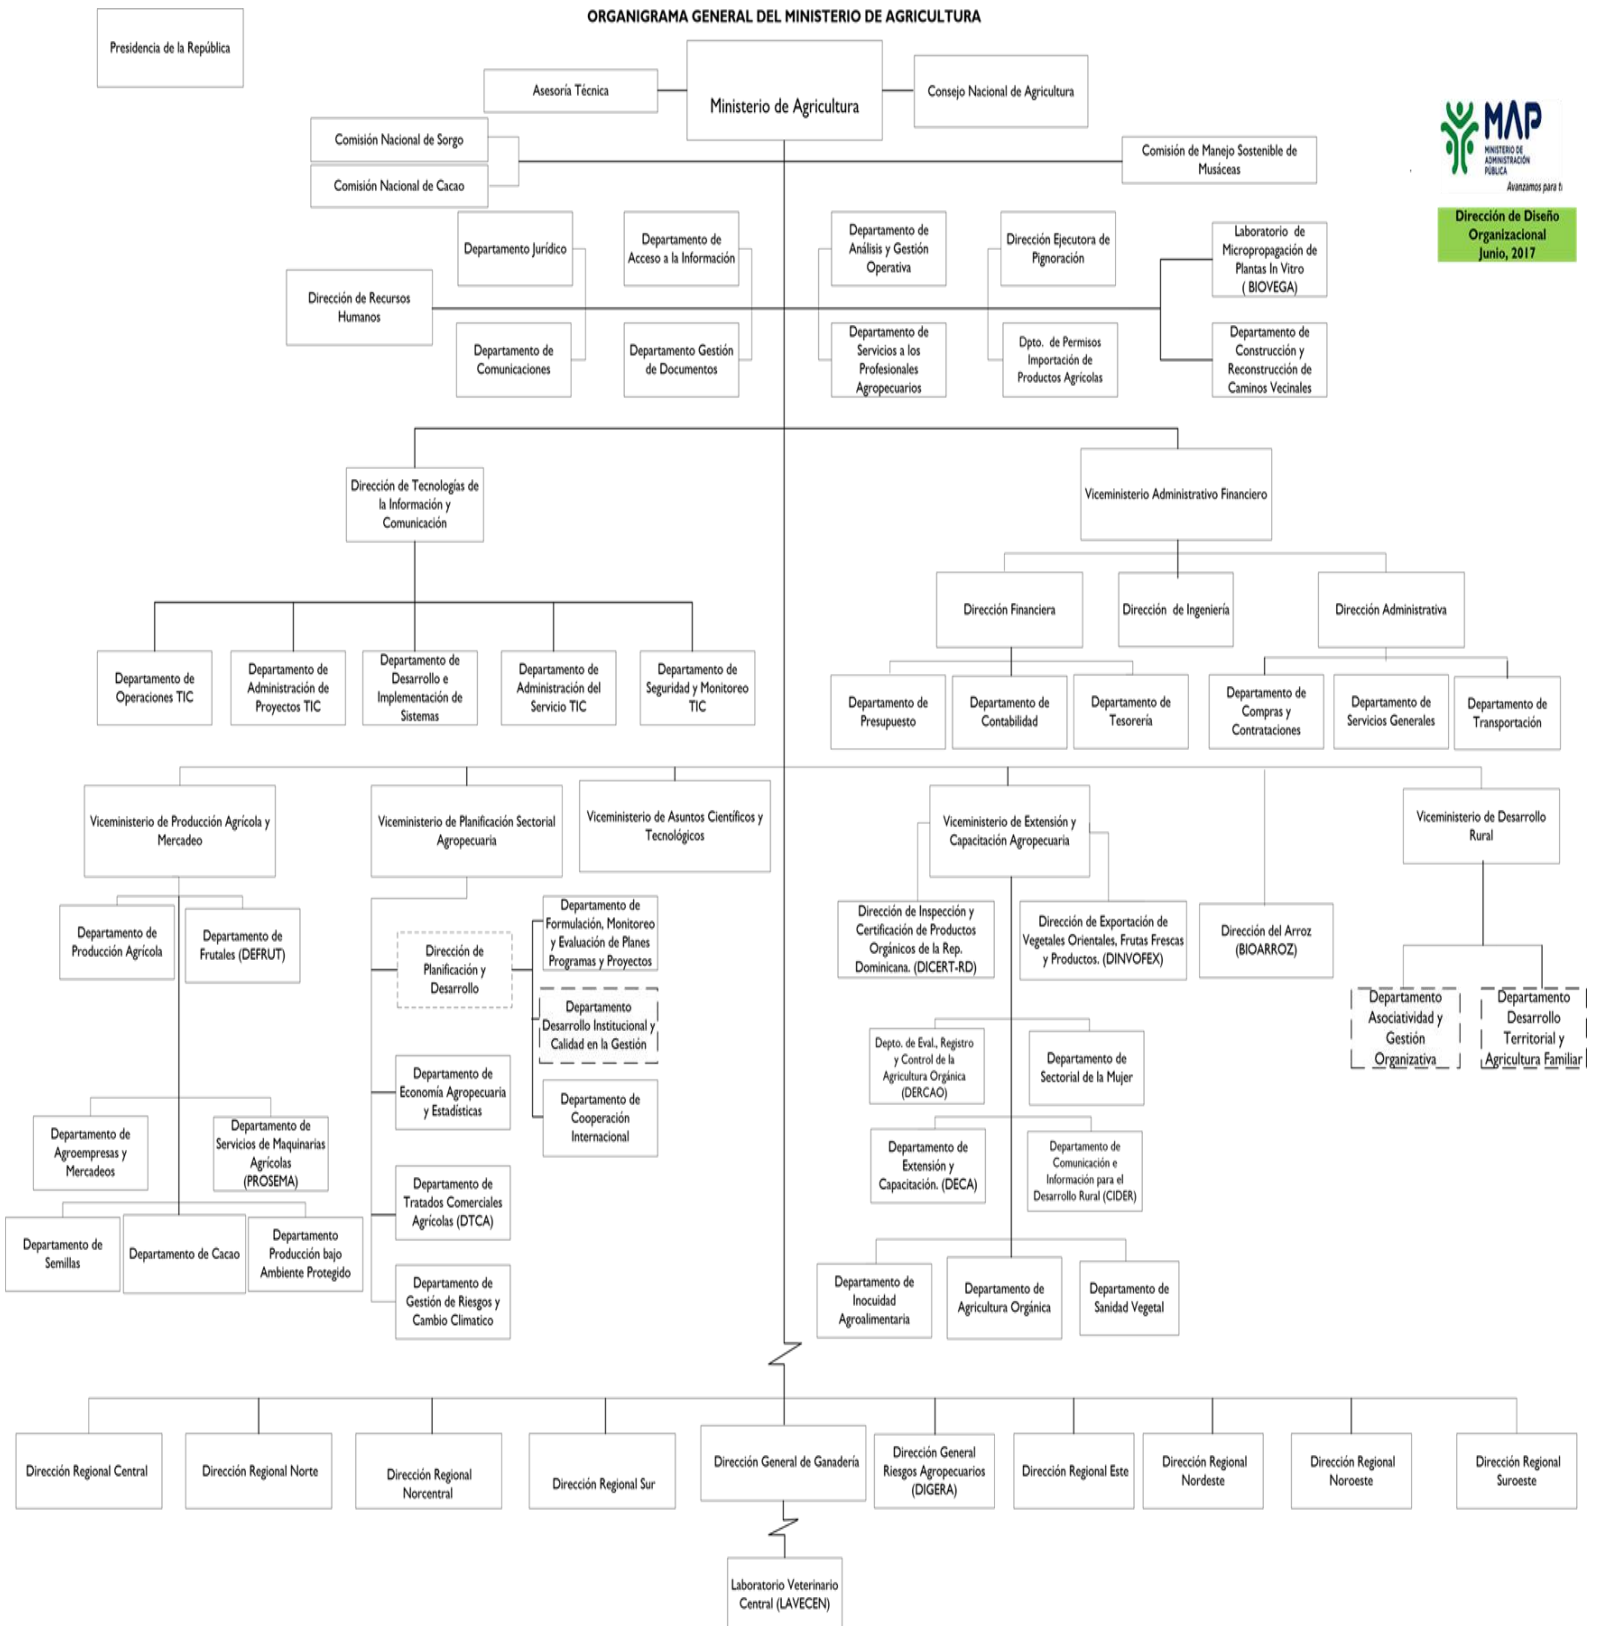 ORGANIGRAMA GENERAL DEL MINISTERIO DE AGRICULTURA
Presidencia de la República
Asesoría Técnica
Ministerio de Agricultura
Consejo Nacional de Agricultura
Comisión Nacional de Sorgo
Comisión Nacional de Cacao
Comisión de Manejo Sostenible de
Musáceas
MAP
MINISTERIO DE
ADMINISTRACIÓN
PÚBLICA
Avanzamos para ti
Dirección de Diseño
Organizacional
Junio, 2017
Departamento Jurídico
Departamento de
Acceso a la Información
Departamento de
Análisis y Gestión
Operativa
Dirección Ejecutora de
Pignoración
Laboratorio de
Micropropagación de
Plantas In Vitro
( BIOVEGA)
Dirección de Recursos
Humanos
Departamento de
Comunicaciones
Departamento Gestión
de Documentos
Departamento de
Servicios a los
Profesionales
Agropecuarios
Dpto. de Permisos
Importación de
Productos Agrícolas
Departamento de
Construcción y
Reconstrucción de
Caminos Vecinales
Dirección de Tecnologías de
la Información y
Comunicación
Viceministerio Administrativo Financiero
Dirección Financiera
Dirección de Ingeniería
Dirección Administrativa
Departamento de
Operaciones TIC
Departamento de
Administración de
Proyectos TIC
Departamento de
Desarrollo e
Implementación de
Sistemas
Departamento de
Administración del
Servicio TIC
Departamento de
Seguridad y Monitoreo
TIC
Departamento de
Presupuesto
Departamento de
Contabilidad
Departamento de
Tesorería
Departamento de
Compras y
Contrataciones
Departamento de
Servicios Generales
Departamento de
Transportación
Viceministerio de Producción Agrícola y
Mercadeo
Viceministerio de Planificación Sectorial
Agropecuaria
Viceministerio de Asuntos Científicos y
Tecnológicos
Viceministerio de Extensión y
Capacitación Agropecuaria
Viceministerio de Desarrollo
Rural
Departamento de
Producción Agrícola
Departamento de
Frutales (DEFRUT)
Dirección de
Planificación y
Desarrollo
Departamento de
Formulación, Monitoreo
y Evaluación de Planes
Programas y Proyectos
Departamento
Desarrollo Institucional y
Calidad en la Gestión
Departamento de
Cooperación
Internacional
Dirección de Inspección y
Certificación de Productos
Orgánicos de la Rep.
Dominicana. (DICERT-RD)
Dirección de Exportación de
Vegetales Orientales, Frutas Frescas
y Productos. (DINVOFEX)
Dirección del Arroz
(BIOARROZ)
Departamento
Asociatividad y
Gestión
Organizativa
Departamento
Desarrollo
Territorial y
Agricultura Familiar
Departamento de
Economía Agropecuaria
y Estadísticas
Depto. de Eval., Registro
y Control de la
Agricultura Orgánica
(DERCAO)
Departamento de
Sectorial de la Mujer
Departamento de
Agroempresas y
Mercadeos
Departamento de
Servicios de Maquinarias
Agrícolas
(PROSEMA)
Departamento de
Tratados Comerciales
Agrícolas (DTCA)
Departamento de
Extensión y
Capacitación. (DECA)
Departamento de
Comunicación e
Información para el
Desarrollo Rural (CIDER)
Departamento de
Semillas
Departamento de Cacao
Departamento
Producción bajo
Ambiente Protegido
Departamento de
Gestión de Riesgos y
Cambio Climatico
Departamento de
Inocuidad
Agroalimentaria
Departamento de
Agricultura Orgánica
Departamento de
Sanidad Vegetal
Dirección Regional Central
Dirección Regional Norte
Dirección Regional
Norcentral
Dirección Regional Sur
Dirección General de Ganadería
Dirección General
Riesgos Agropecuarios
(DIGERA)
Dirección Regional Este
Dirección Regional
Nordeste
Dirección Regional
Noroeste
Dirección Regional
Suroeste
Laboratorio Veterinario
Central (LAVECEN)